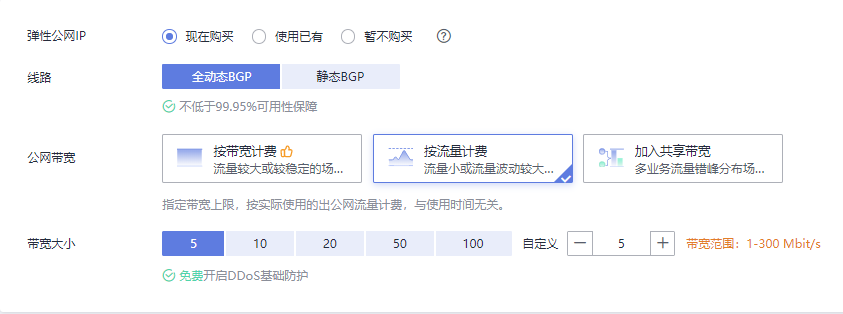 弹性公网IP 现在购买 使用已有 暂不购买 ?
线路 全动态BGP 静态BGP
不低于99.95%可用性保障
公网带宽 按带宽计费 按流量计费 加入共享带宽
流量较大或较稳定的场... 流量小或流量波动较大... 多业务流量错峰分布场...
指定带宽上限，按实际使用的出公网流量计费，与使用时间无关。
带宽大小 5 10 20 50 100 自定义 — 5 + 带宽范围：1-300 Mbit/s
免费开启DDoS基础防护